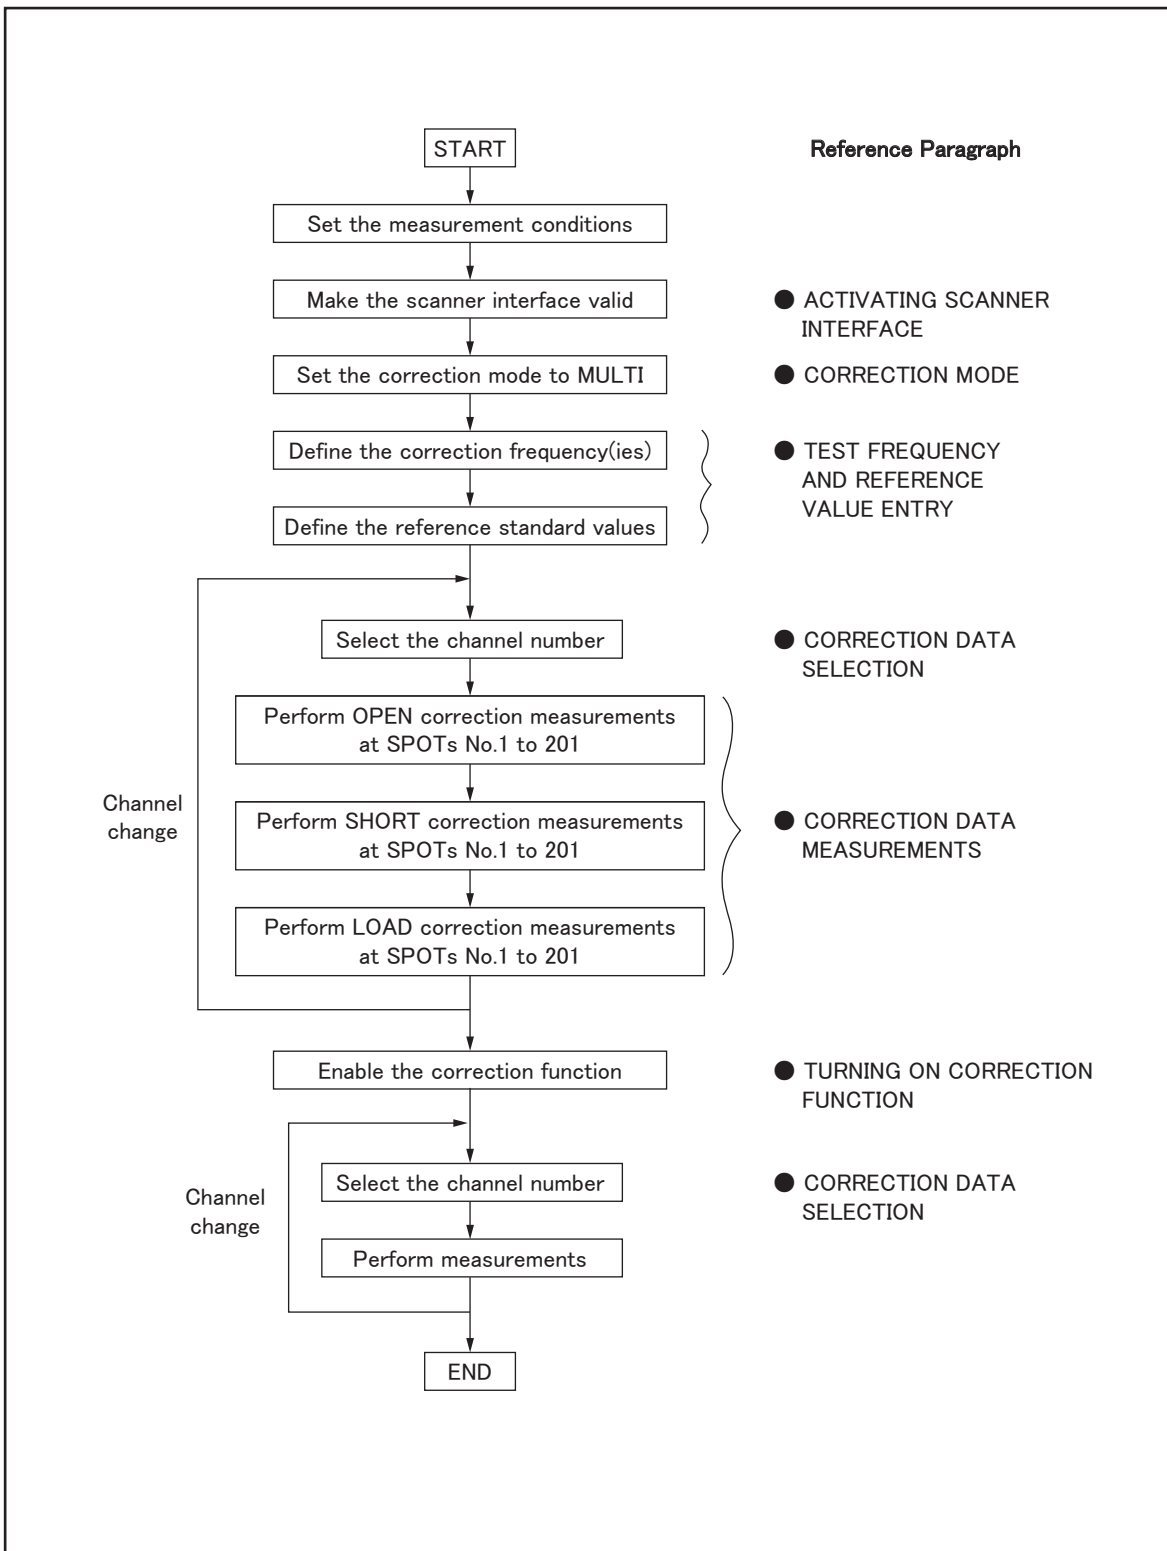 START
Reference Paragraph
Set the measurement conditions
Make the scanner interface valid
● ACTIVATING SCANNER
INTERFACE
Set the correction mode to MULTI
● CORRECTION MODE
Define the correction frequency(ies)
● TEST FREQUENCY
AND REFERENCE
VALUE ENTRY
Define the reference standard values
Select the channel number
● CORRECTION DATA
SELECTION
Perform OPEN correction measurements
at SPOTs No.1 to 201
Channel
change
Perform SHORT correction measurements
at SPOTs No.1 to 201
● CORRECTION DATA
MEASUREMENTS
Perform LOAD correction measurements
at SPOTs No.1 to 201
Enable the correction function
● TURNING ON CORRECTION
FUNCTION
Channel
change
Select the channel number
● CORRECTION DATA
SELECTION
Perform measurements
END